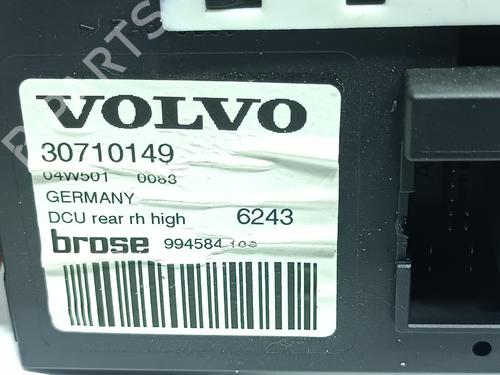 VOLVO
30710149
04W501 0083
GERMANY
DCU rear rh high 6243
brose 994584